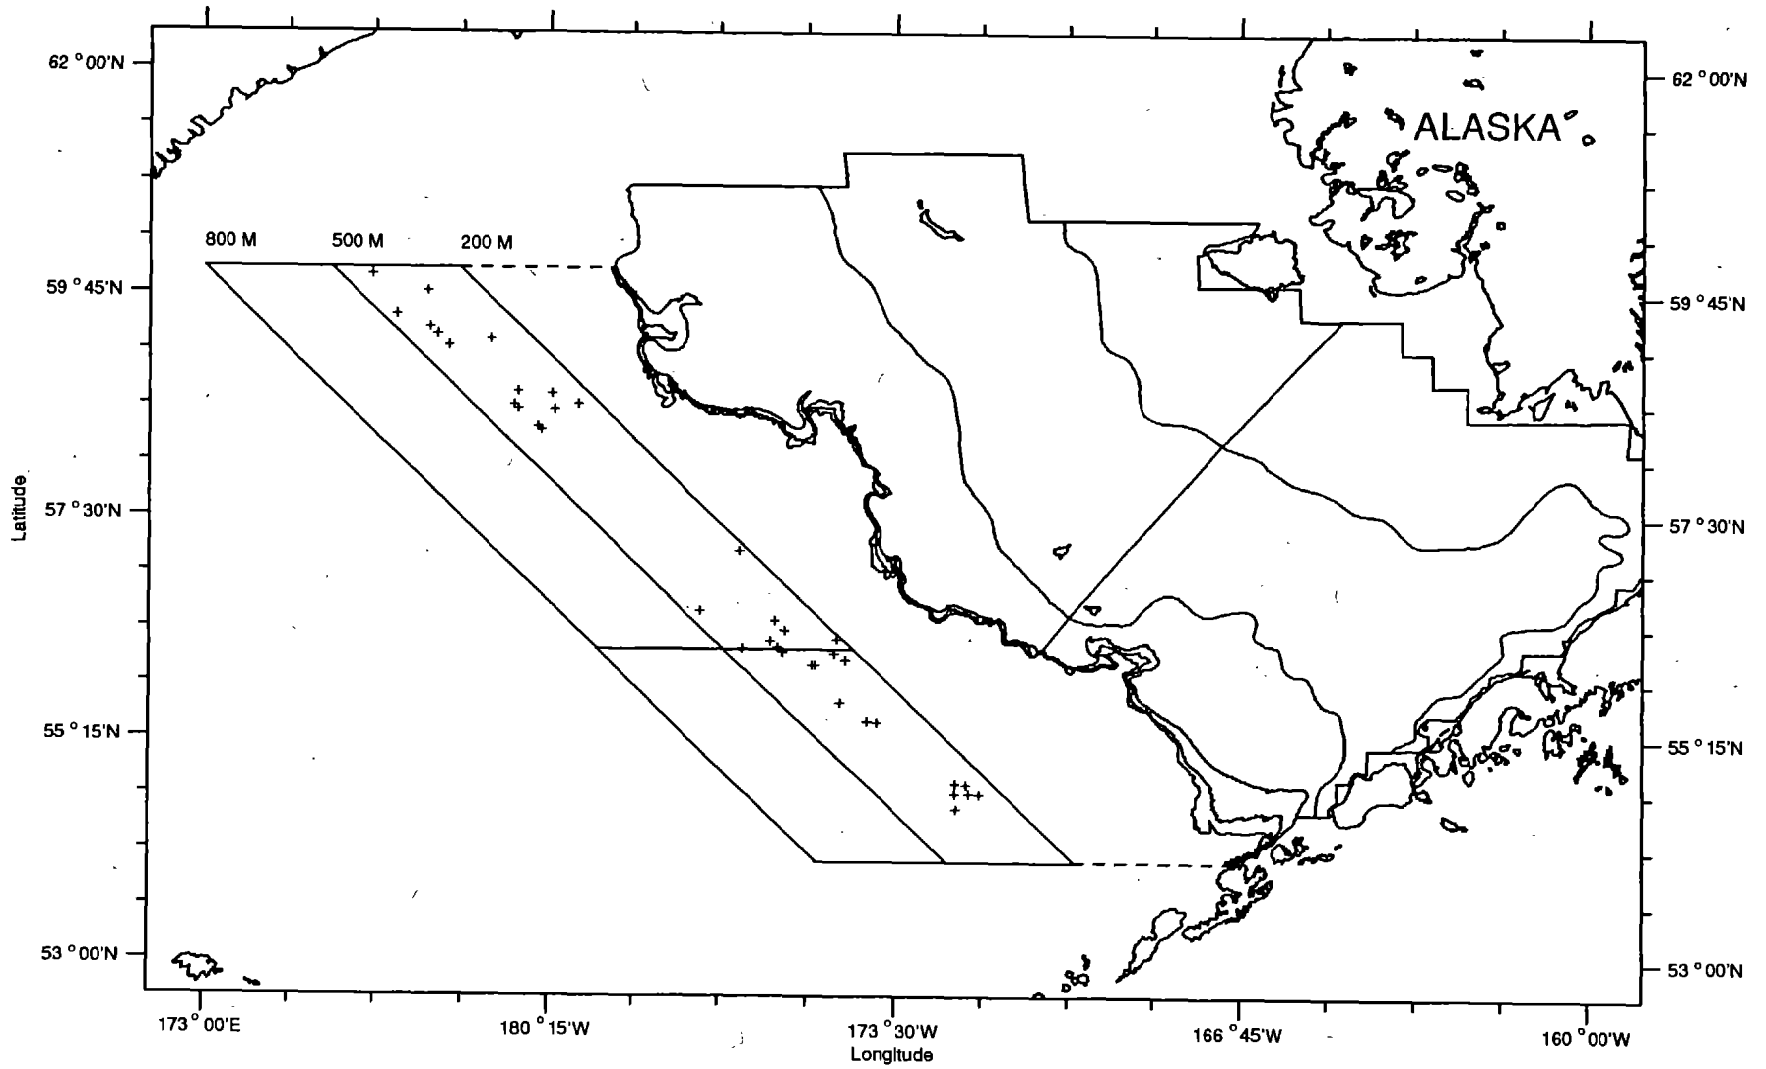 62 °00'N
62 °00'N
ALASKA
800 M
500 M
200 M
59 °45'N
59 °45'N
57 °30'N
57 °30'N
Latitude
55 °15'N
55 °15'N
53 °00'N
53 °00'N
173 °00'E
180 °15'W
173 °30'W
166 °45'W
160 °00'W
Longitude